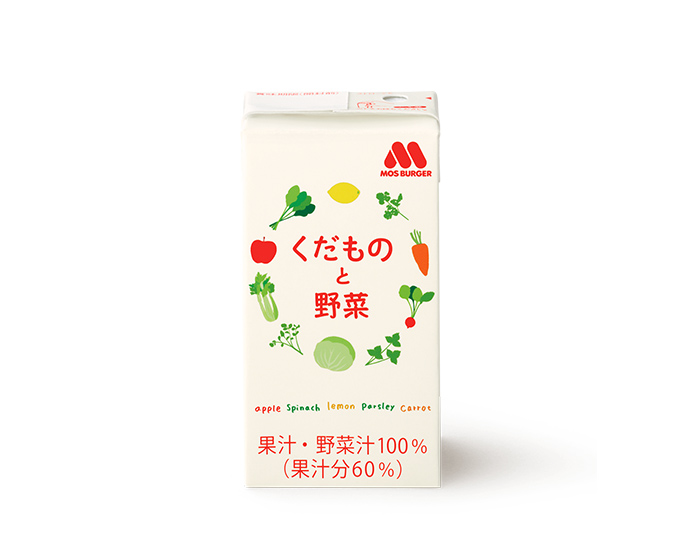 MOS BURGER
くだもの
と
野菜
apple Spinach lemon Parsley Carrot
果汁・野菜汁100%
（果汁分60%）